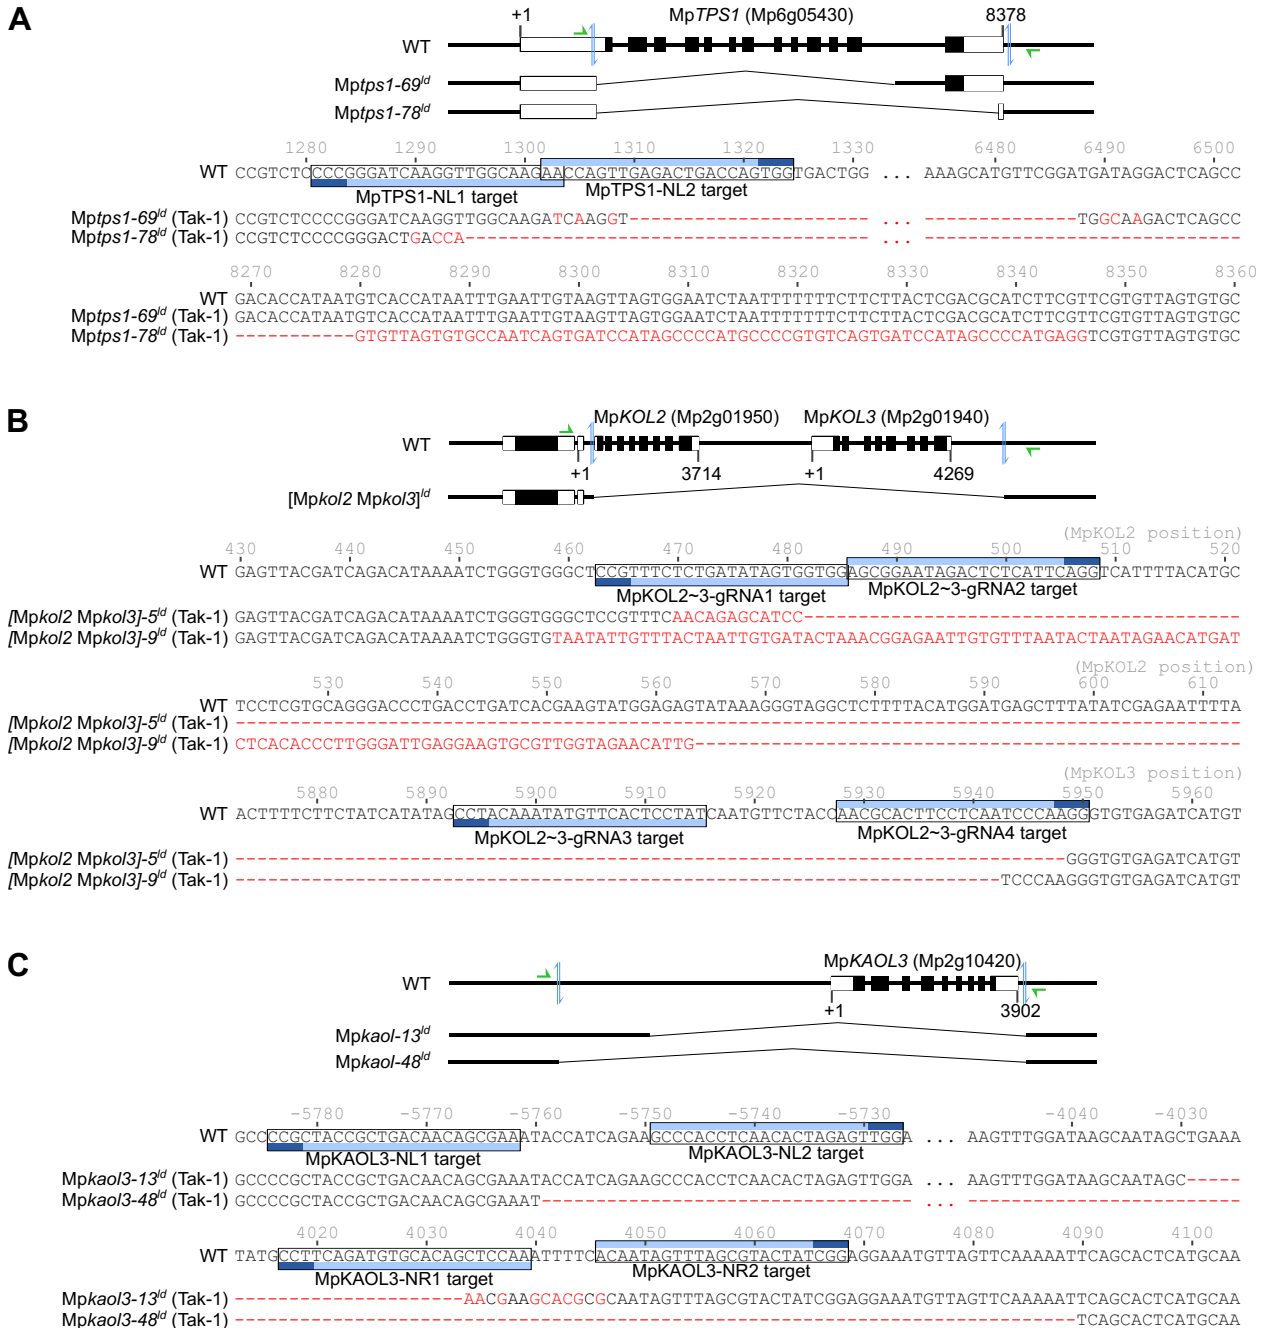 A
+1 MpTPS1 (Mp6g05430) 8378
WT
Mptps1-69ld
Mptps1-78ld
1280 1290 1300 1310 1320 1330 6480 6490 6500
WT CCGTCTCCCCGGGATCAAGGTTGGCAAGAACCAGTTGAGACTGACCAGTGGTGACTGG ... AAAGCATGTTCGGATGATAGGACTCAGCC
MpTPS1-NL1 target MpTPS1-NL2 target
Mptps1-69ld (Tak-1) CCGTCTCCCCGGGATCAAGGTTGGCAAGATCAAGGT----------------------- ... --------------TGGCAAGACTCAGCC
Mptps1-78ld (Tak-1) CCGTCTCCCCGGGACTGACCA-------------------------------------- ... -----------------------------
8270 8280 8290 8300 8310 8320 8330 8340 8350 8360
WT GACACCATAATGTCACCATAATTTGAATTGTAAGTTAGTGGAATCTAATTTTTTTCTTCTTACTCGACGCATCTTCGTTCGTGTTAGTGTGC
Mptps1-69ld (Tak-1) GACACCATAATGTCACCATAATTTGAATTGTAAGTTAGTGGAATCTAATTTTTTTCTTCTTACTCGACGCATCTTCGTTCGTGTTAGTGTGC
Mptps1-78ld (Tak-1) -----------GTGTTAGTGTGCCAATCAGTGATCCATAGCCCCATGCCCCGTGTCAGTGATCCATAGCCCCATGAGGTCGTGTTAGTGTGC
B
MpKOL2 (Mp2g01950) MpKOL3 (Mp2g01940)
WT
+1 3714 +1 4269
[Mpkol2 Mpkol3]ld
(MpKOL2 position)
430 440 450 460 470 480 490 500 510 520
WT GAGTTACGATCAGACATAAAAATCTGGGTGGGCTCCGTTTCTCTGATATAGTGGTGGAGCGGAATAGACTCTCATTCAGGTCATTTTACATGC
MpKOL2~3-gRNA1 target MpKOL2~3-gRNA2 target
[Mpkol2 Mpkol3]-5ld (Tak-1) GAGTTACGATCAGACATAAAAATCTGGGTGGGCTCCGTTTCAACAGAGCATCC----------------------------------------
[Mpkol2 Mpkol3]-9ld (Tak-1) GAGTTACGATCAGACATAAAAATCTGGGTGTAATATTGTTTACTAATTGTGATACTAAACGGAGAATTGTGTTTAATACTAATAGAACATGAT
(MpKOL2 position)
530 540 550 560 570 580 590 600 610
WT TCCTCGTGCAGGGACCCTGACCTGATCACGAAGTATGGAGAGTATAAAGGGTAGGCTCTTTTACATGGATGAGCTTTATATCGAGAATTTTA
[Mpkol2 Mpkol3]-5ld (Tak-1) --------------------------------------------------------------------------------------------
[Mpkol2 Mpkol3]-9ld (Tak-1) CTCACACCCTTGGGATTGAGGAAGTGCGTTGGTAGAACATTG--------------------------------------------------
(MpKOL3 position)
5880 5890 5900 5910 5920 5930 5940 5950 5960
WT ACTTTTCTTCTATCATATAGCCTACAAATATGTTCACTCCTATCAATGTTCTACCAACGCACTTCCTCAATCCCAAGGGTGTGAGATCATGT
MpKOL2~3-gRNA3 target MpKOL2~3-gRNA4 target
[Mpkol2 Mpkol3]-5ld (Tak-1) ----------------------------------------------------------------------------GGGTGTGAGATCATGT
[Mpkol2 Mpkol3]-9ld (Tak-1) ----------------------------------------------------------------------TCCCAAGGGTGTGAGATCATGT
C
MpKAOL3 (Mp2g10420)
WT
+1 3902
Mpkaol-13ld
Mpkaol-48ld
−5780 −5770 −5760 −5750 −5740 −5730 −4040 −4030
WT GCCCCGCTACCGCTGACAACAGCGAAATACCATCAGAAGCCCACCTCAACACTAGAGTTGGA ... AAGTTTGGATAAGCAATAGCTGAAA
MpKAOL3-NL1 target MpKAOL3-NL2 target
Mpkaol3-13ld (Tak-1) GCCCCGCTACCGCTGACAACAGCGAAATACCATCAGAAGCCCACCTCAACACTAGAGTTGGA ... AAGTTTGGATAAGCAATAGC-----
Mpkaol3-48ld (Tak-1) GCCCCGCTACCGCTGACAACAGCGAAAT---------------------------------- ... -------------------------
4020 4030 4040 4050 4060 4070 4080 4090 4100
WT TATGCCTTCAGATGTGCACAGCTCCAAATTTTCACAATAGTTTAGCGTACTATCGGAGGAAATGTTAGTTCAAAAATTCAGCACTCATGCAA
MpKAOL3-NR1 target MpKAOL3-NR2 target
Mpkaol3-13ld (Tak-1) ---------------------AACGAAGCACGCGCAATAGTTTAGCGTACTATCGGAGGAAATGTTAGTTCAAAAATTCAGCACTCATGCAA
Mpkaol3-48ld (Tak-1) -----------------------------------------------------------------------------TCAGCACTCATGCAA